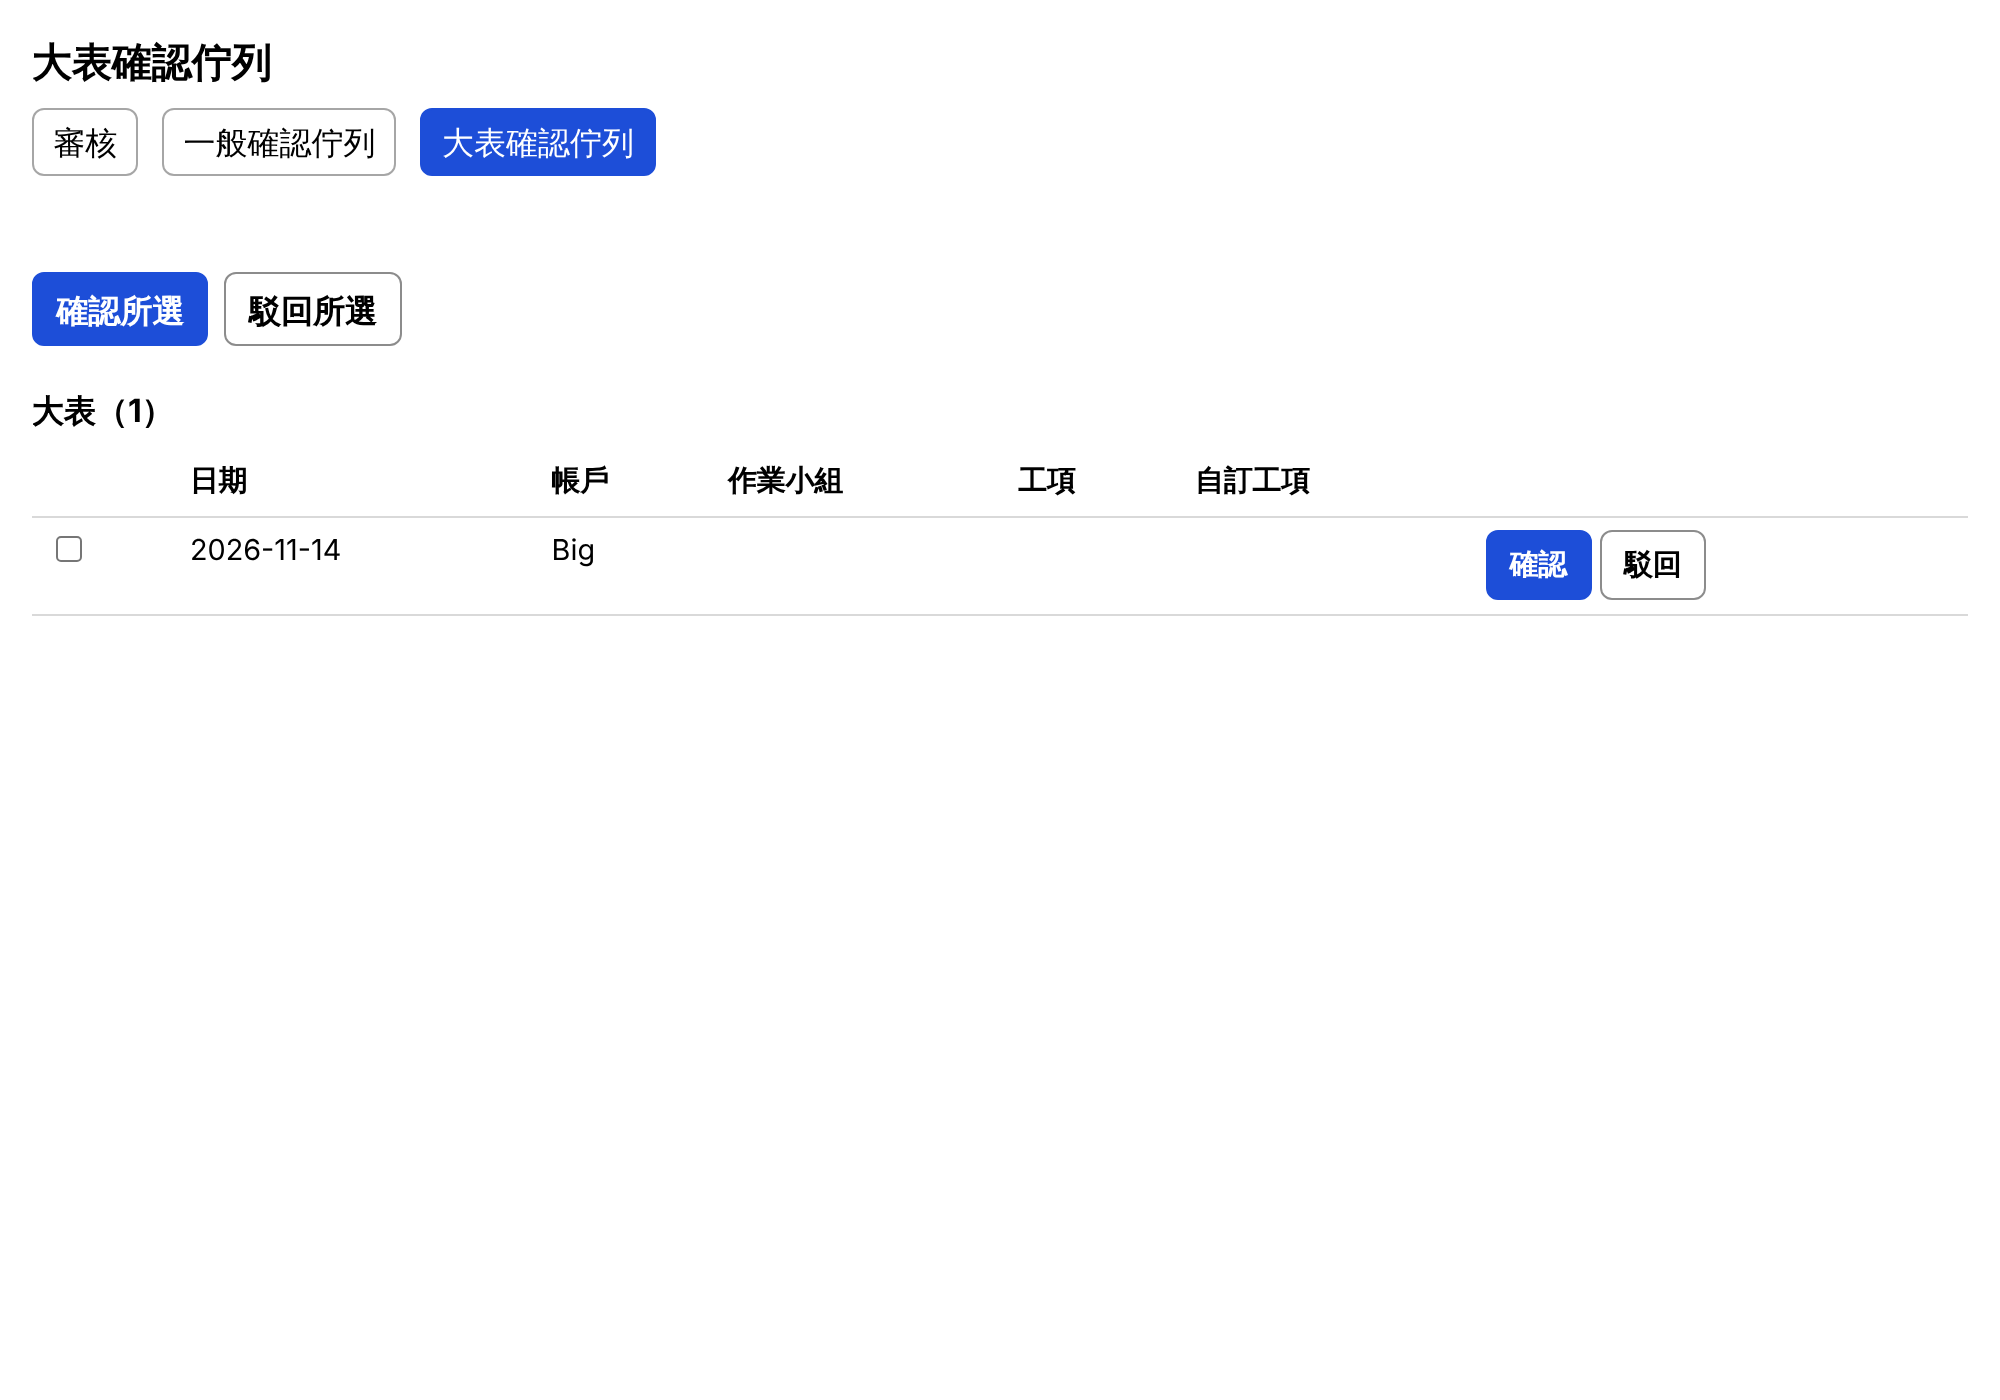 大表確認佇列
審核 一般確認佇列 大表確認佇列
確認所選 駁回所選
大表（1）
日期 帳戶 作業小組 工項 自訂工項
2026-11-14 Big 確認 駁回